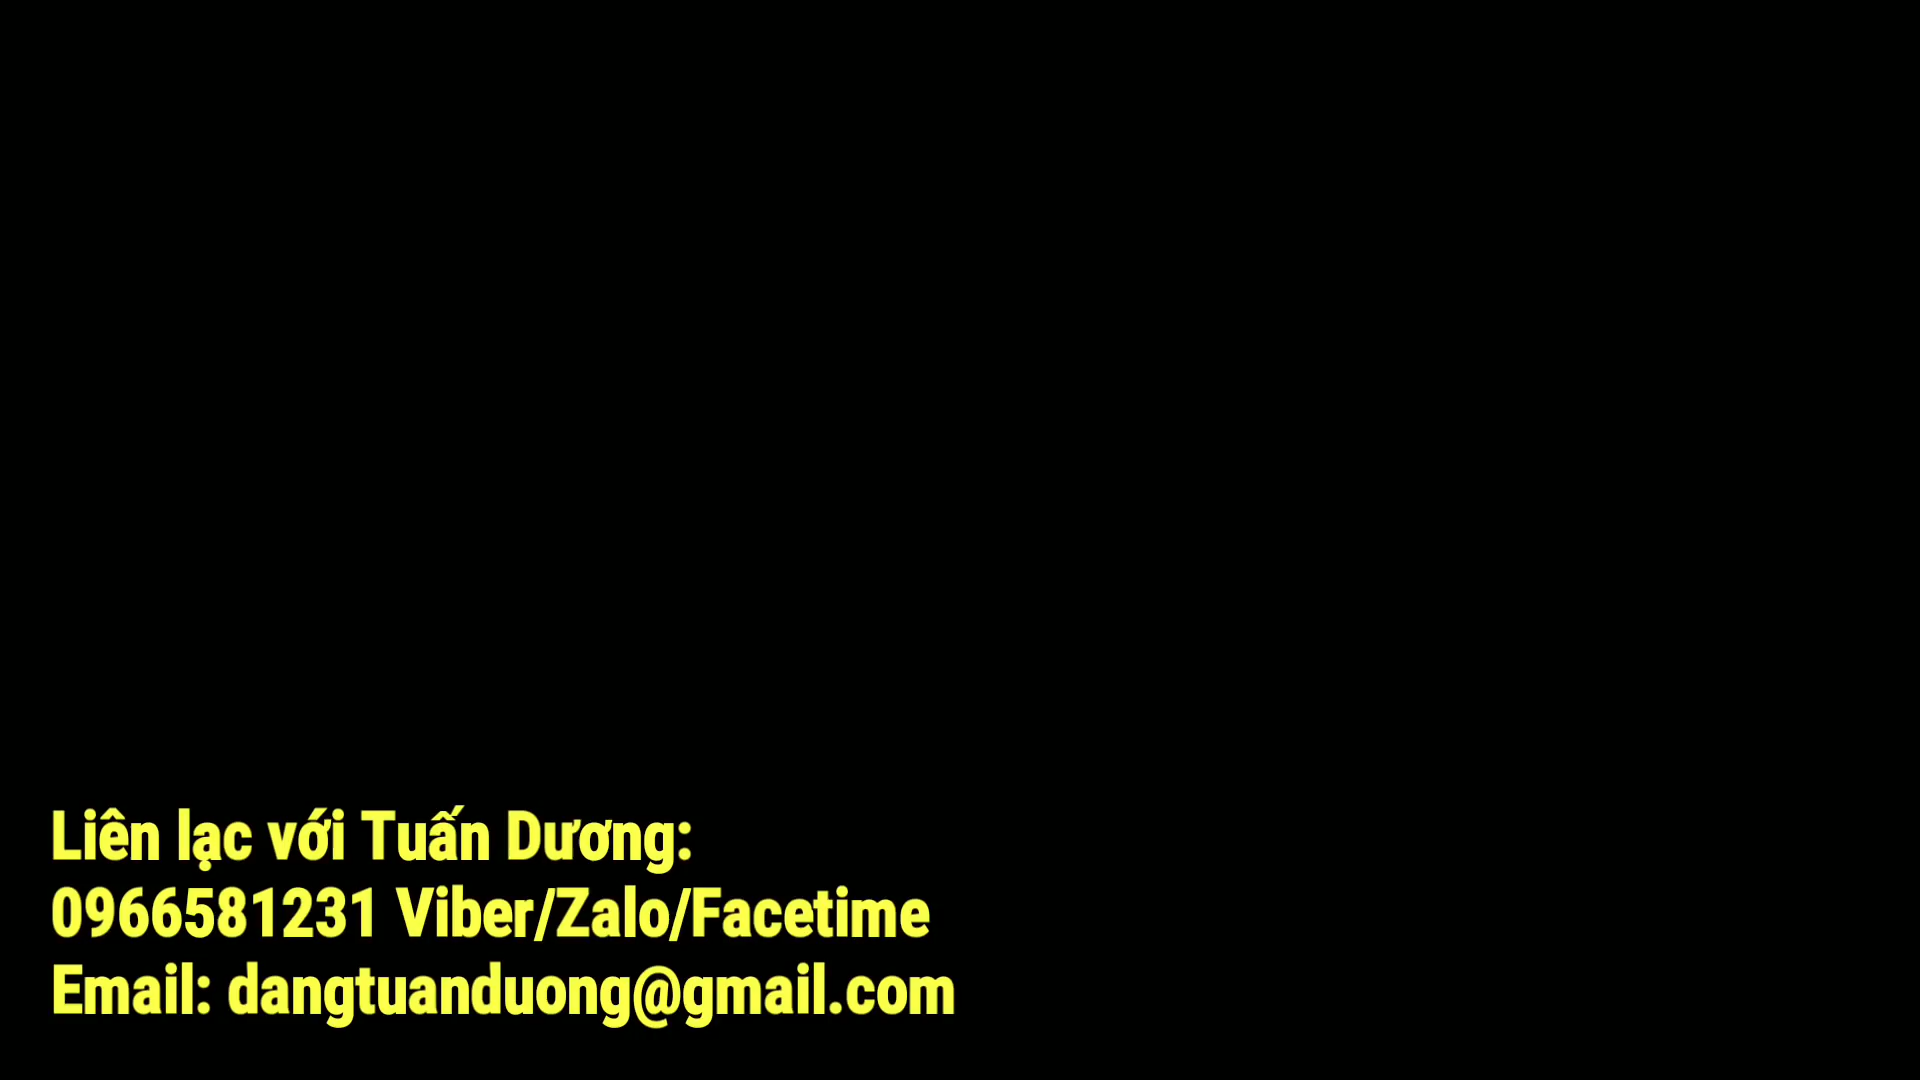 Liên lạc với Tuấn Dương:
0966581231 Viber/Zalo/Facetime
Email: dangtuanduong@gmail.com